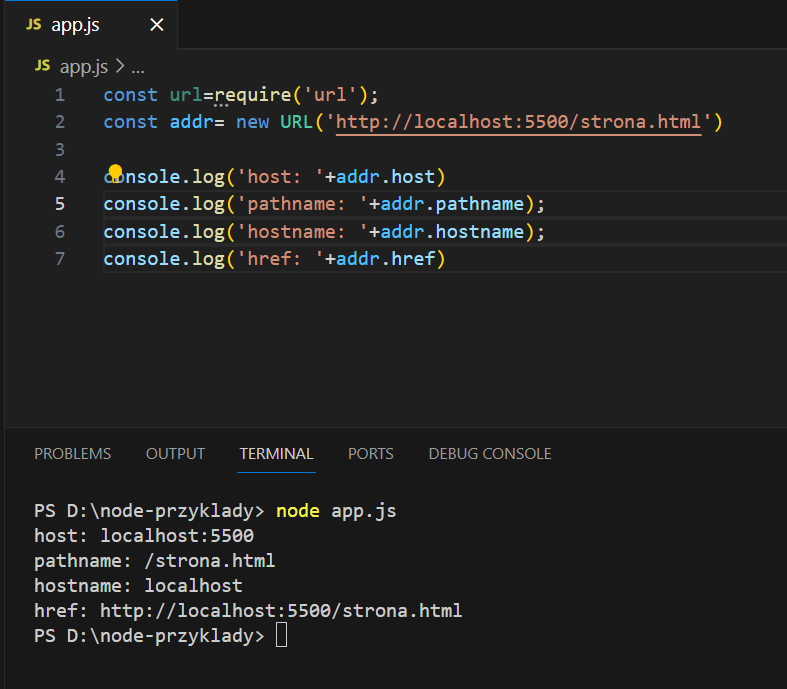 JS app.js ×
JS app.js > ...
1 const url=require('url');
2 const addr= new URL('http://localhost:5500/strona.html')
3
4 console.log('host: '+addr.host)
5 console.log('pathname: '+addr.pathname);
6 console.log('hostname: '+addr.hostname);
7 console.log('href: '+addr.href)
PROBLEMS OUTPUT TERMINAL PORTS DEBUG CONSOLE
PS D:\node-przyklady> node app.js
host: localhost:5500
pathname: /strona.html
hostname: localhost
href: http://localhost:5500/strona.html
PS D:\node-przyklady>